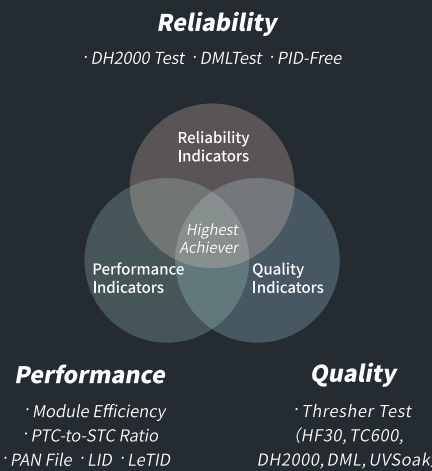 Reliability
· DH2000 Test · DMLTest · PID-Free
Reliability
Indicators
Highest
Achiever
Performance
Indicators
Quality
Indicators
Performance
· Module Efficiency
· PTC-to-STC Ratio
· PAN File · LID · LeTID
Quality
· Thresher Test
(HF30, TC600,
DH2000, DML, UVSoak